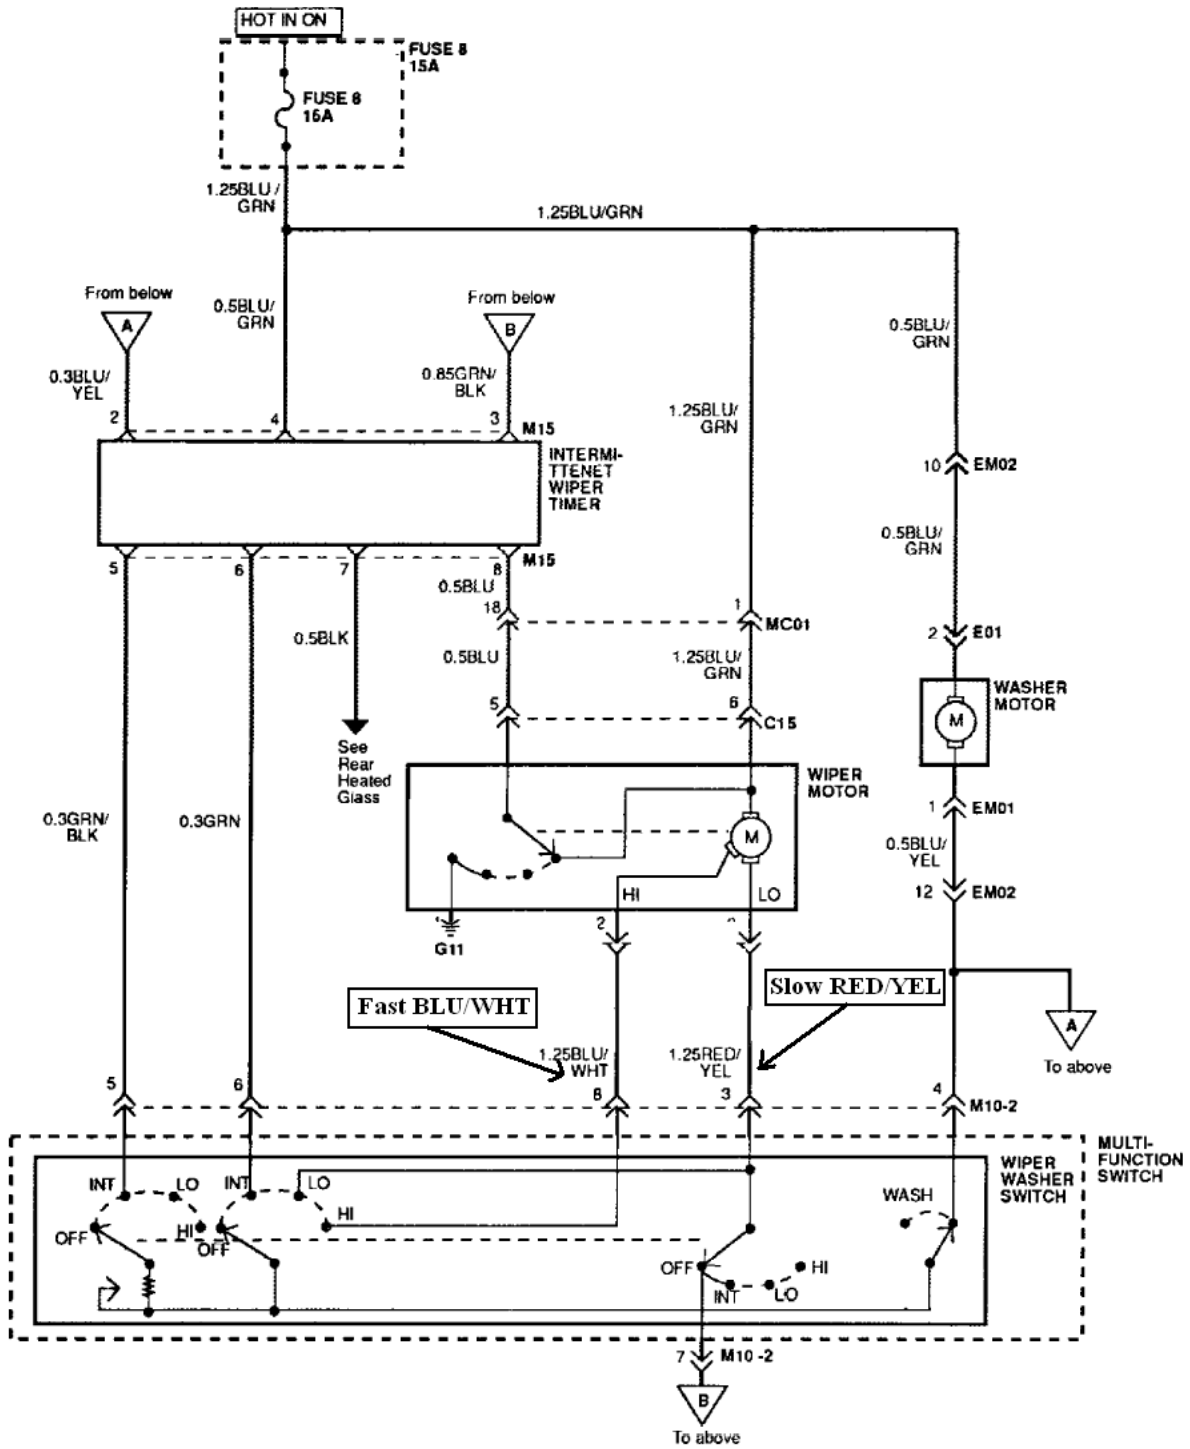 HOT IN ON
FUSE 8
15A
FUSE 8
15A
1.25BLU/
GRN
1.25BLU/GRN
From below
A
0.5BLU/
GRN
From below
B
0.5BLU/
GRN
0.3BLU/
YEL
0.85GRN/
BLK
1.25BLU/
GRN
2
4
3
M15
INTERMI-
TTENET
WIPER
TIMER
10
EM02
0.5BLU/
GRN
5
6
7
8
M15
0.5BLU
18
1
MC01
0.5BLK
0.5BLU
1.25BLU/
GRN
2
E01
5
6
C15
WASHER
MOTOR
M
See
Rear
Heated
Glass
WIPER
MOTOR
M
0.3GRN/
BLK
0.3GRN
1
EM01
0.5BLU/
YEL
HI
LO
12
EM02
G11
2
Fast BLU/WHT
Slow RED/YEL
A
To above
1.25BLU/
WHT
1.25RED/
YEL
5
6
8
3
4
M10-2
MULTI-
FUNCTION
SWITCH
WIPER
WASHER
SWITCH
INT
LO
INT
LO
WASH
OFF
HI
OFF
HI
OFF
INT
LO
HI
7
M10-2
B
To above